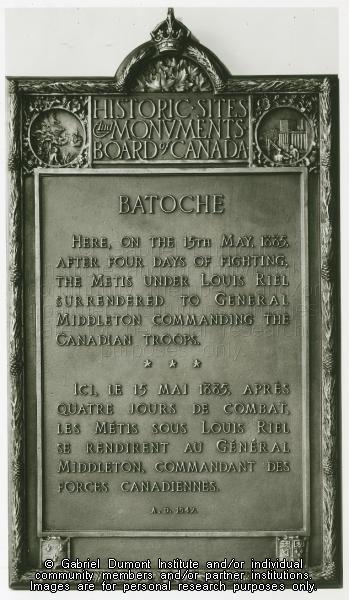 HISTORIC·SITES
and MONVMENTS
BOARD of CANADA
BATOCHE
HERE, ON THE 15TH MAY, 1885,
AFTER FOUR DAYS OF FIGHTING,
THE METIS UNDER LOUIS RIEL
SURRENDERED TO GENERAL
MIDDLETON COMMANDING THE
CANADIAN TROOPS.
* * *
ICI, LE 15 MAI 1885, APRÈS
QUATRE JOURS DE COMBAT,
LES MÉTIS SOUS LOUIS RIEL
SE RENDIRENT AU GÉNÉRAL
MIDDLETON, COMMANDANT DES
FORCES CANADIENNES.
A.D. 1947.
© Gabriel Dumont Institute and/or individual
community members and/or partner institutions.
Images are for personal research purposes only.